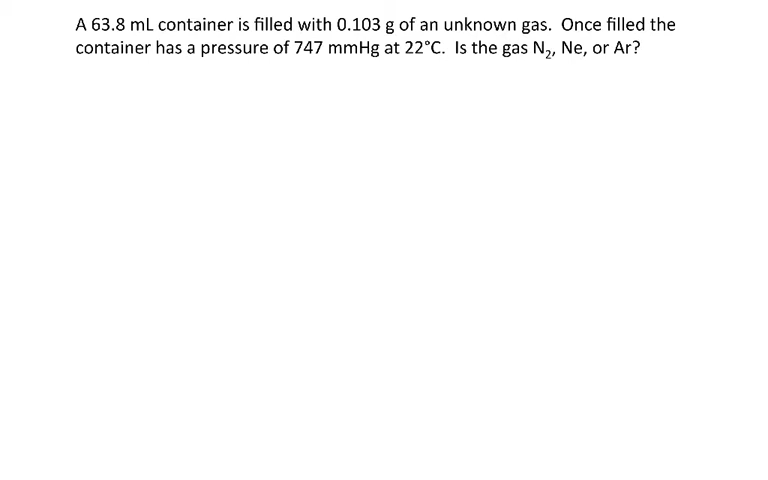 A 63.8 mL container is filled with 0.103 g of an unknown gas.  Once filled the
container has a pressure of 747 mmHg at 22°C.  Is the gas N₂, Ne, or Ar?